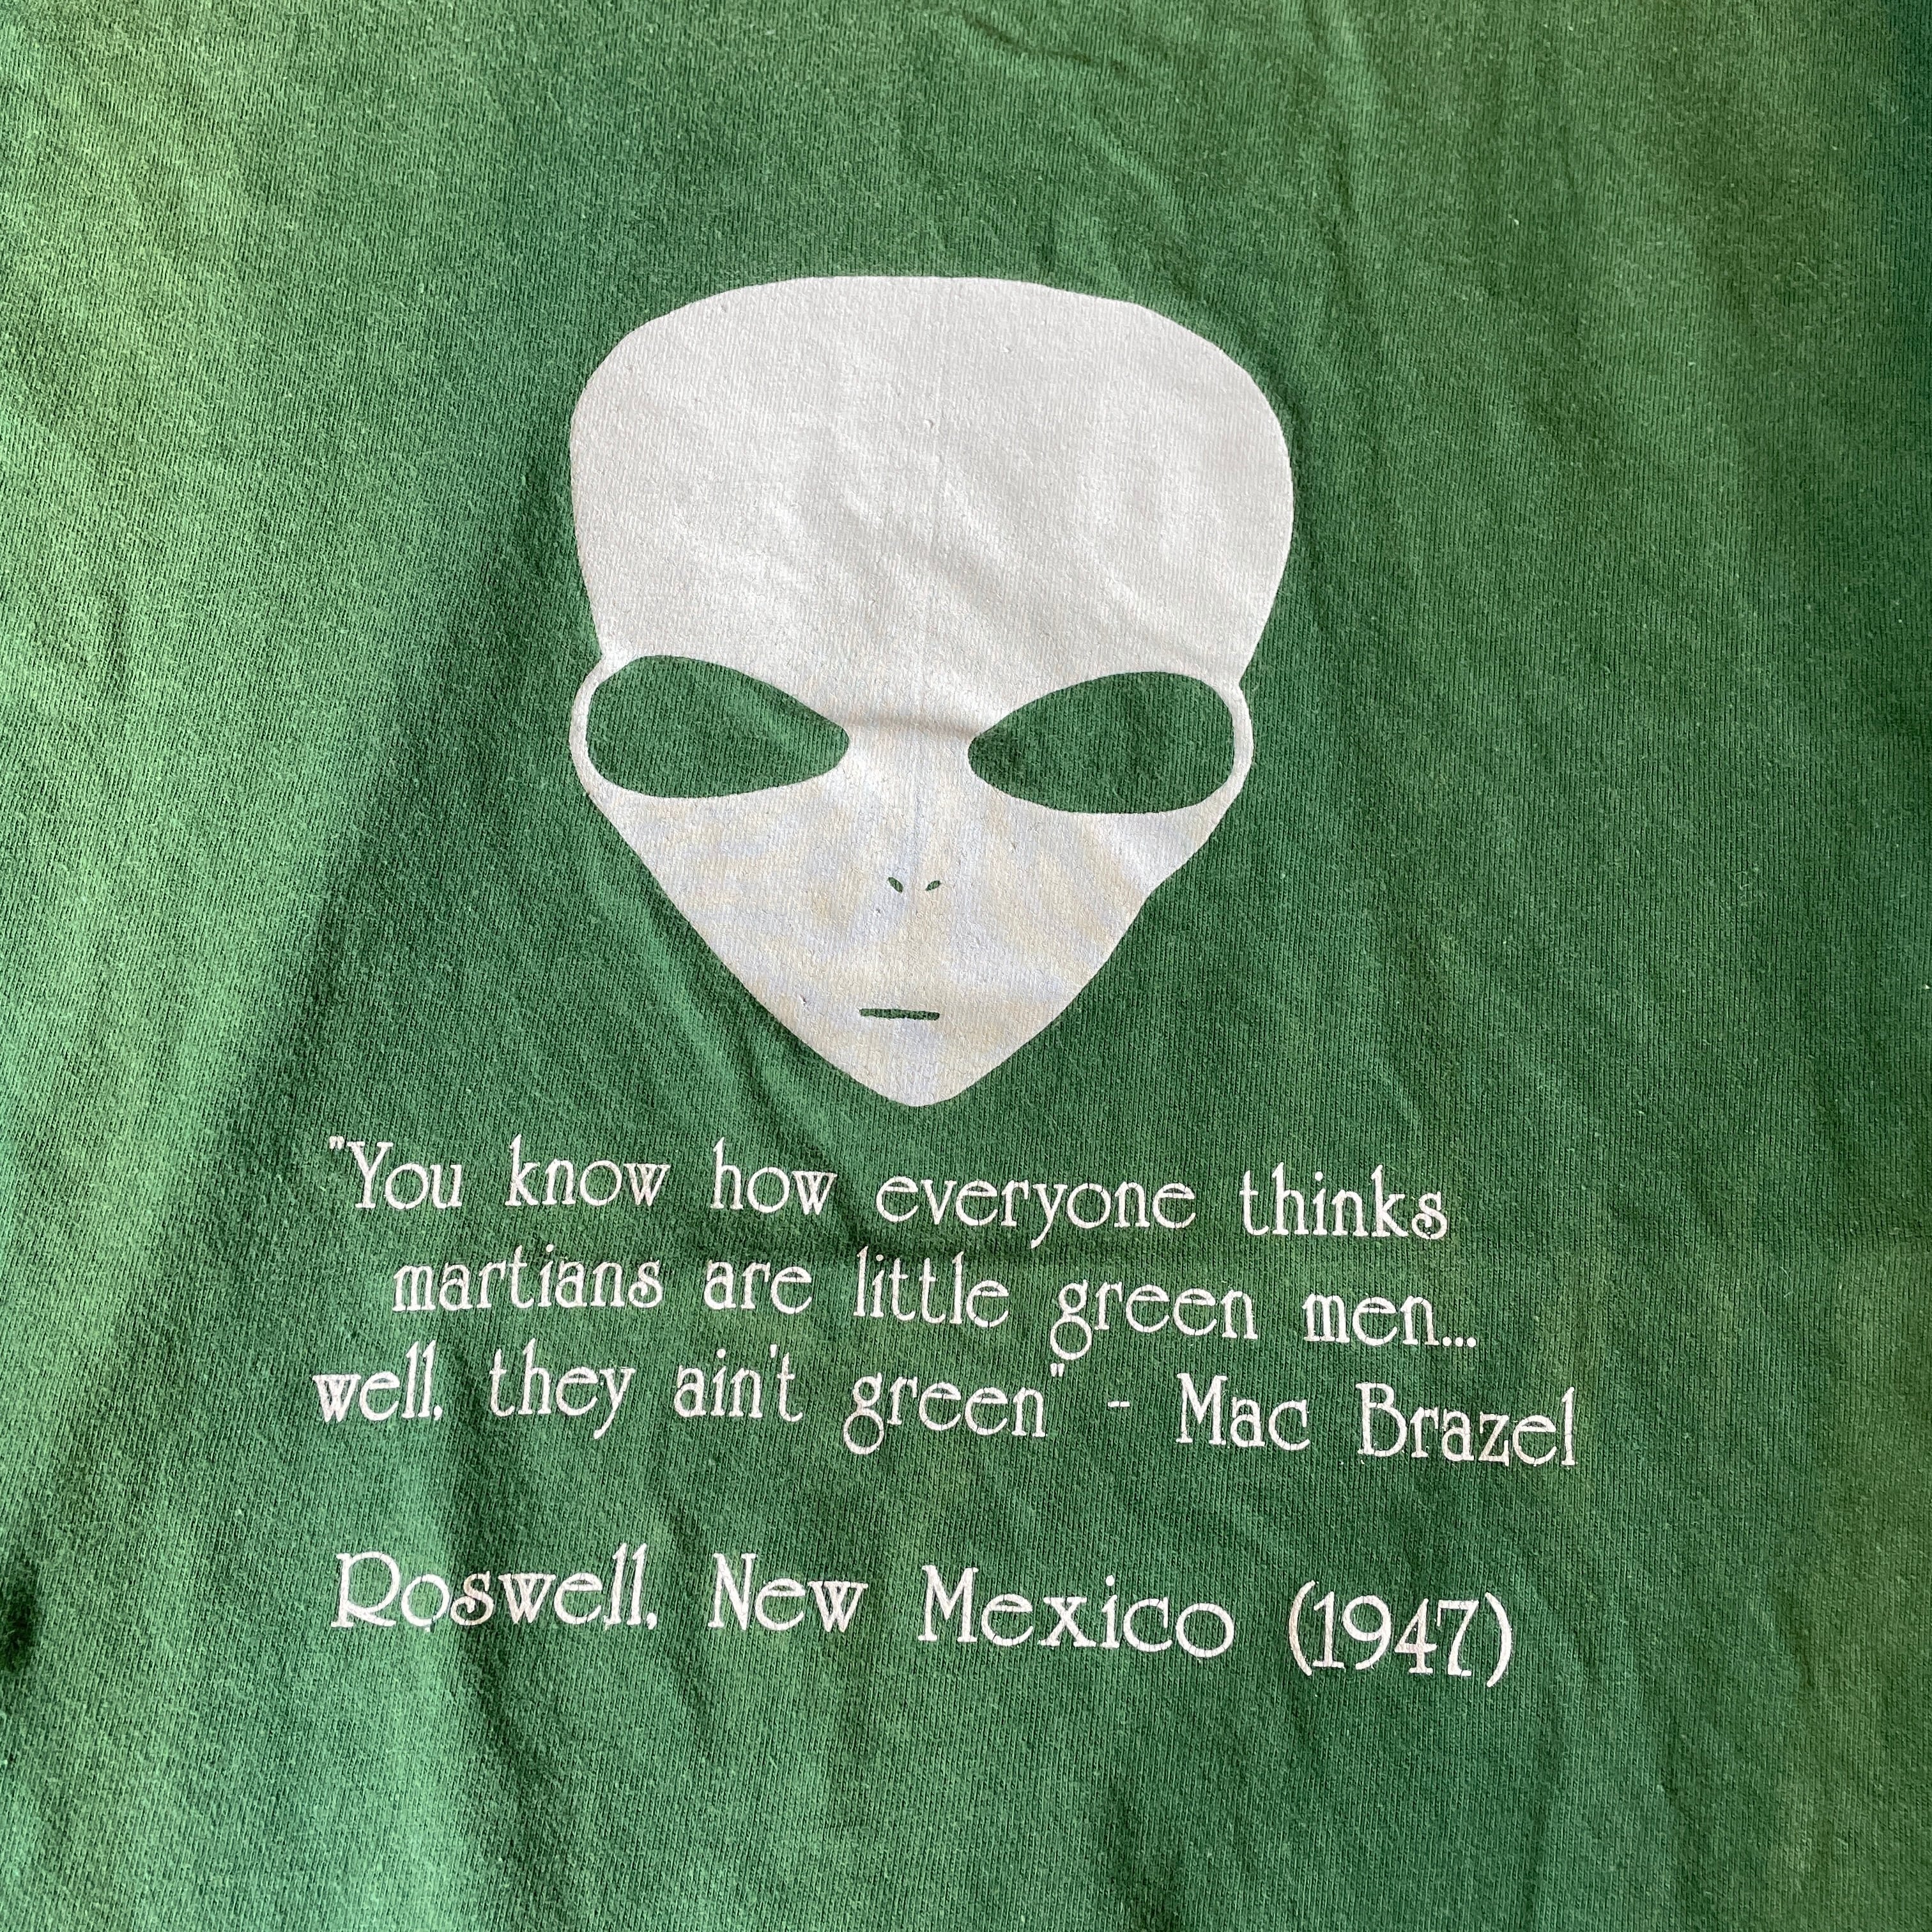 "You know how everyone thinks
martians are little green men...
well, they ain't green" - Mac Brazel
Roswell, New Mexico (1947)